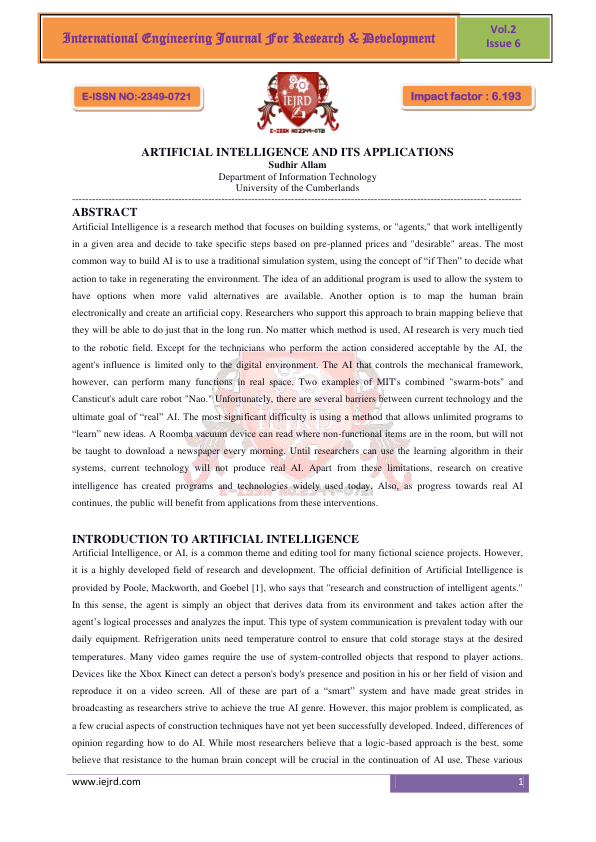 International Engineering Journal For Research & Development
Vol.2
Issue 6
E-ISSN NO:-2349-0721
Impact factor : 6.193
IEJRD
E-ISSN NO:2349-0721
ARTIFICIAL INTELLIGENCE AND ITS APPLICATIONS
Sudhir Allam
Department of Information Technology
University of the Cumberlands
ABSTRACT
Artificial Intelligence is a research method that focuses on building systems, or "agents," that work intelligently
in a given area and decide to take specific steps based on pre-planned prices and "desirable" areas. The most
common way to build AI is to use a traditional simulation system, using the concept of “if Then” to decide what
action to take in regenerating the environment. The idea of an additional program is used to allow the system to
have options when more valid alternatives are available. Another option is to map the human brain
electronically and create an artificial copy. Researchers who support this approach to brain mapping believe that
they will be able to do just that in the long run. No matter which method is used, AI research is very much tied
to the robotic field. Except for the technicians who perform the action considered acceptable by the AI, the
agent's influence is limited only to the digital environment. The AI that controls the mechanical framework,
however, can perform many functions in real space. Two examples of MIT's combined "swarm-bots" and
Cansticut's adult care robot "Nao." Unfortunately, there are several barriers between current technology and the
ultimate goal of “real” AI. The most significant difficulty is using a method that allows unlimited programs to
“learn” new ideas. A Roomba vacuum device can read where non-functional items are in the room, but will not
be taught to download a newspaper every morning. Until researchers can use the learning algorithm in their
systems, current technology will not produce real AI. Apart from these limitations, research on creative
intelligence has created programs and technologies widely used today. Also, as progress towards real AI
continues, the public will benefit from applications from these interventions.
INTRODUCTION TO ARTIFICIAL INTELLIGENCE
Artificial Intelligence, or AI, is a common theme and editing tool for many fictional science projects. However,
it is a highly developed field of research and development. The official definition of Artificial Intelligence is
provided by Poole, Mackworth, and Goebel [1], who says that "research and construction of intelligent agents."
In this sense, the agent is simply an object that derives data from its environment and takes action after the
agent’s logical processes and analyzes the input. This type of system communication is prevalent today with our
daily equipment. Refrigeration units need temperature control to ensure that cold storage stays at the desired
temperatures. Many video games require the use of system-controlled objects that respond to player actions.
Devices like the Xbox Kinect can detect a person's body's presence and position in his or her field of vision and
reproduce it on a video screen. All of these are part of a “smart” system and have made great strides in
broadcasting as researchers strive to achieve the true AI genre. However, this major problem is complicated, as
a few crucial aspects of construction techniques have not yet been successfully developed. Indeed, differences of
opinion regarding how to do AI. While most researchers believe that a logic-based approach is the best, some
believe that resistance to the human brain concept will be crucial in the continuation of AI use. These various
www.iejrd.com
1